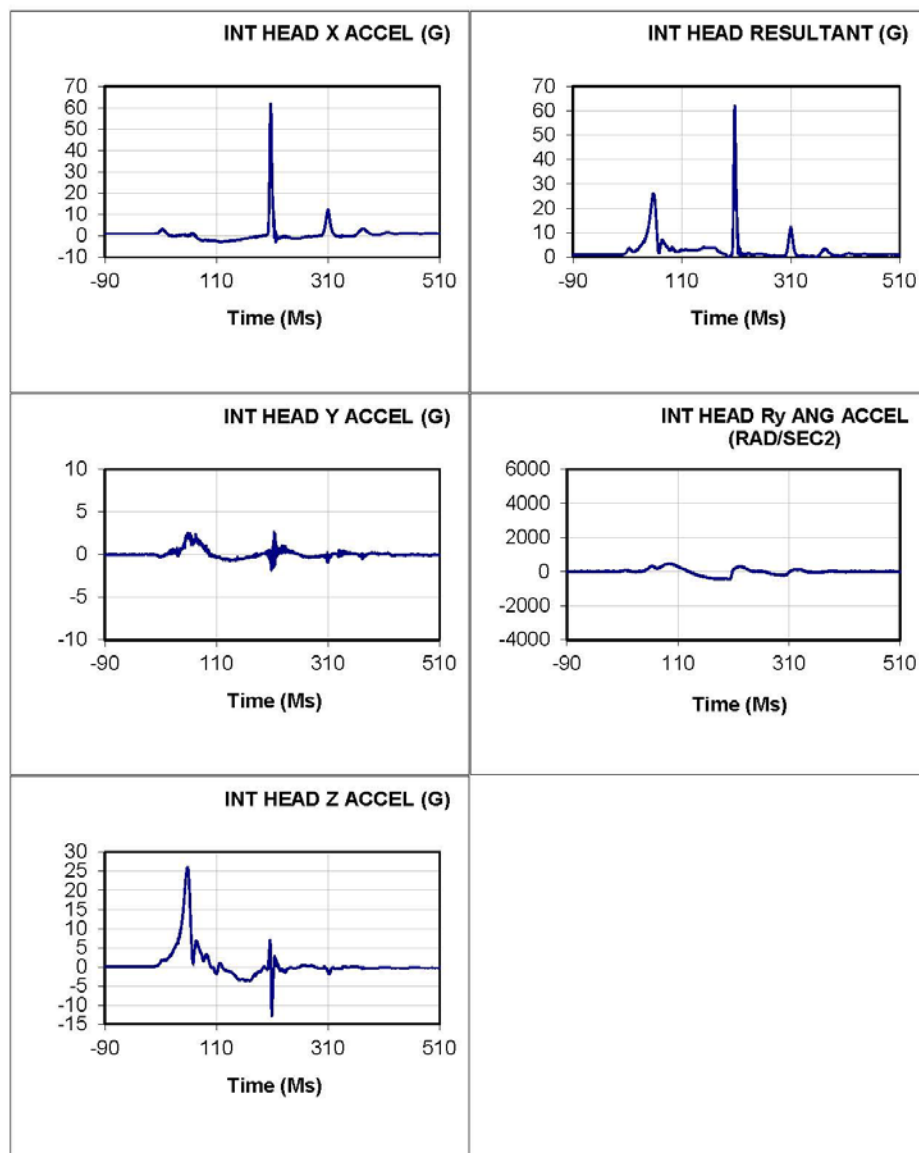 INT HEAD X ACCEL (G)
70
60
50
40
30
20
10
0
-10
-90 110 310 510
Time (Ms)
INT HEAD RESULTANT (G)
70
60
50
40
30
20
10
0
-90 110 310 510
Time (Ms)
INT HEAD Y ACCEL (G)
10
5
0
-5
-10
-90 110 310 510
Time (Ms)
INT HEAD Ry ANG ACCEL
(RAD/SEC2)
6000
4000
2000
0
-2000
-4000
-90 110 310 510
Time (Ms)
INT HEAD Z ACCEL (G)
30
25
20
15
10
5
0
-5
-10
-15
-90 110 310 510
Time (Ms)